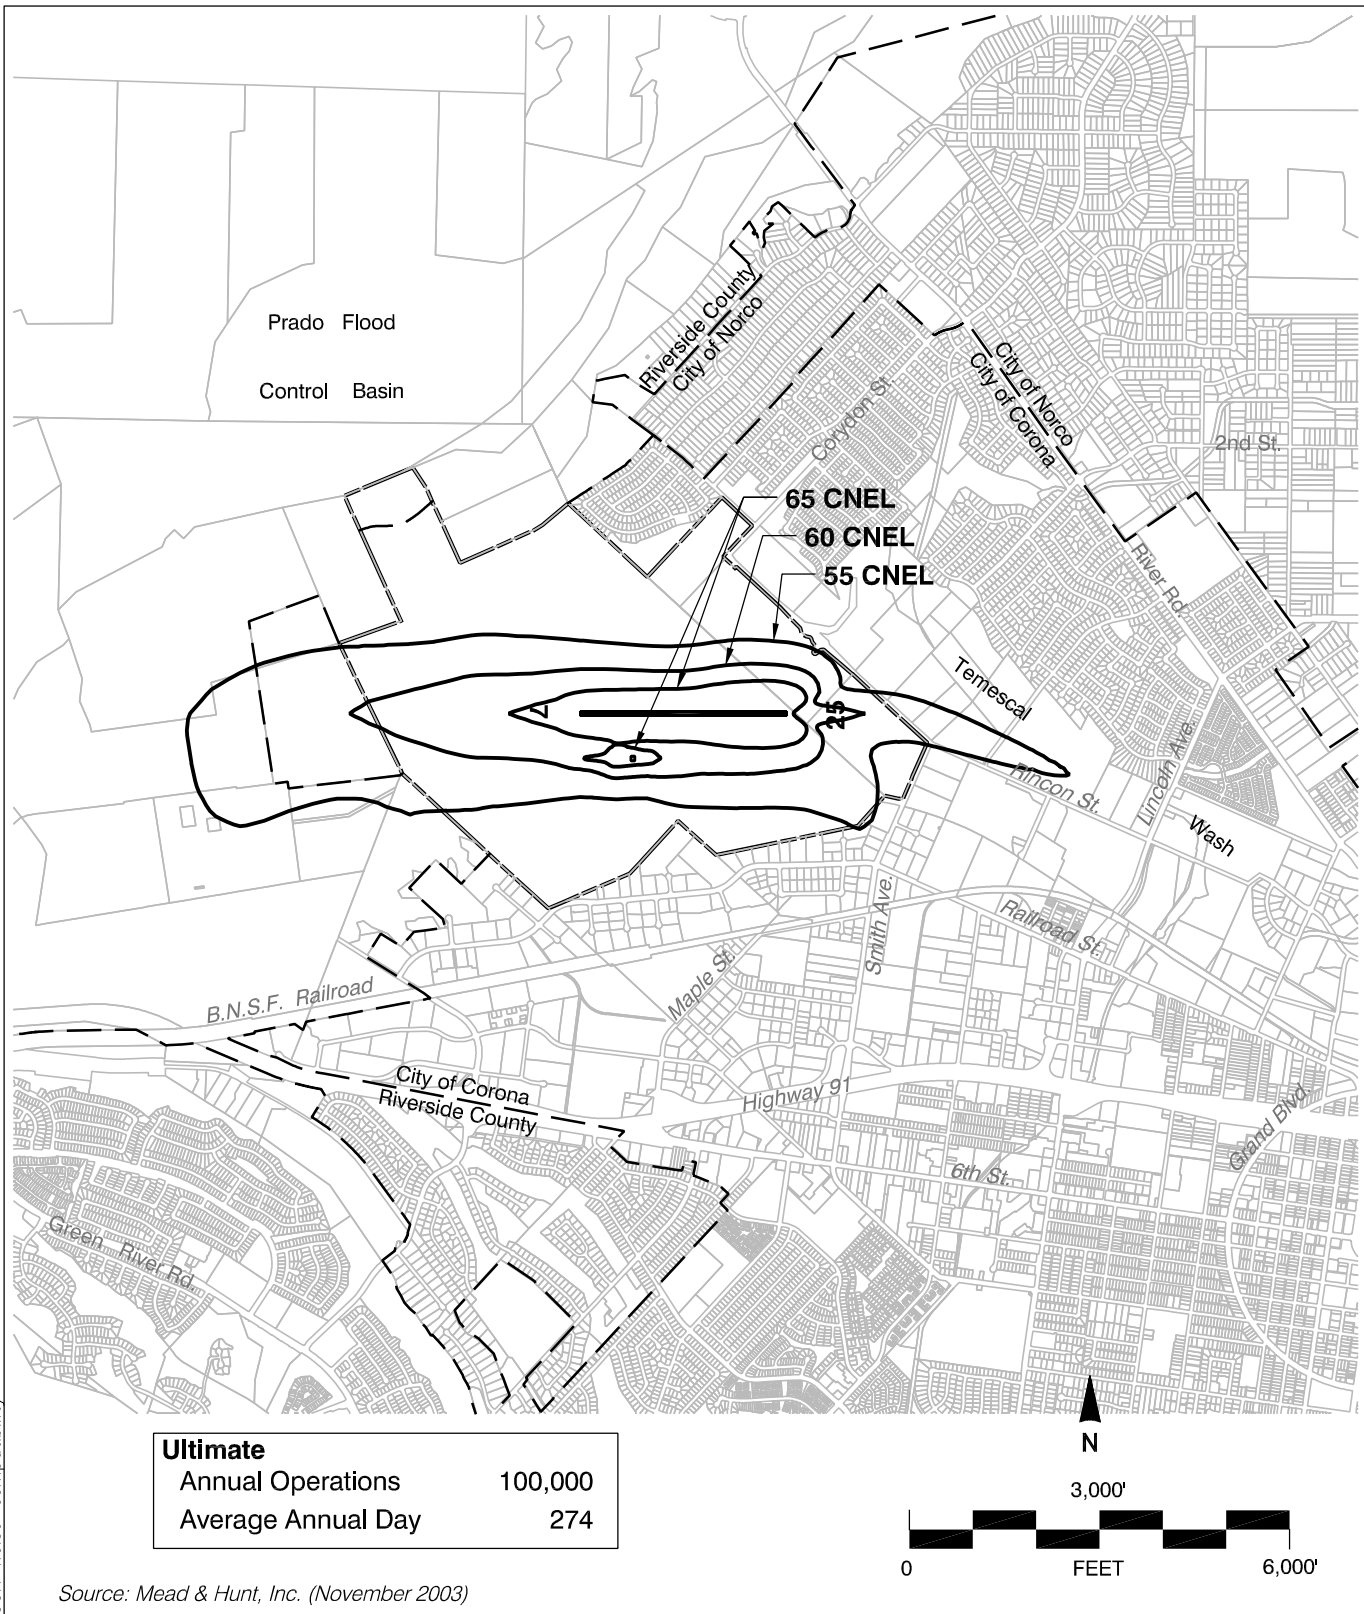 Prado Flood
Control Basin
Riverside County
City of Norco
City of Norco
City of Corona
Corydon St.
2nd St.
65 CNEL
60 CNEL
55 CNEL
River Rd.
Temescal
7
25
Rincon St.
Lincoln Ave.
Wash
Smith Ave.
Railroad St.
Maple St.
B.N.S.F. Railroad
City of Corona
Riverside County
Highway 91
Grand Blvd.
6th St.
Green River Rd.
Ultimate
Annual Operations 100,000
Average Annual Day 274
N
3,000'
0 FEET 6,000'
Source: Mead & Hunt, Inc. (November 2003)